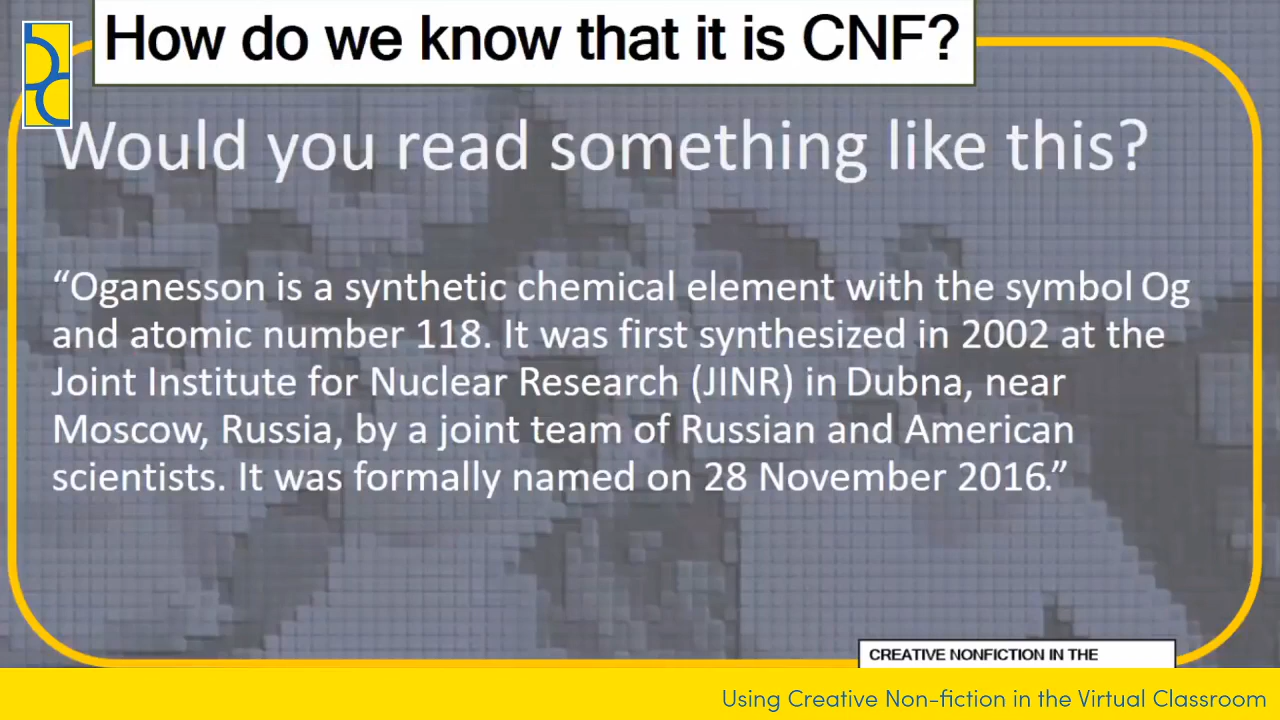 How do we know that it is CNF?
Would you read something like this?
“Oganesson is a synthetic chemical element with the symbol Og
and atomic number 118. It was first synthesized in 2002 at the
Joint Institute for Nuclear Research (JINR) in Dubna, near
Moscow, Russia, by a joint team of Russian and American
scientists. It was formally named on 28 November 2016.”
CREATIVE NONFICTION IN THE
Using Creative Non-fiction in the Virtual Classroom